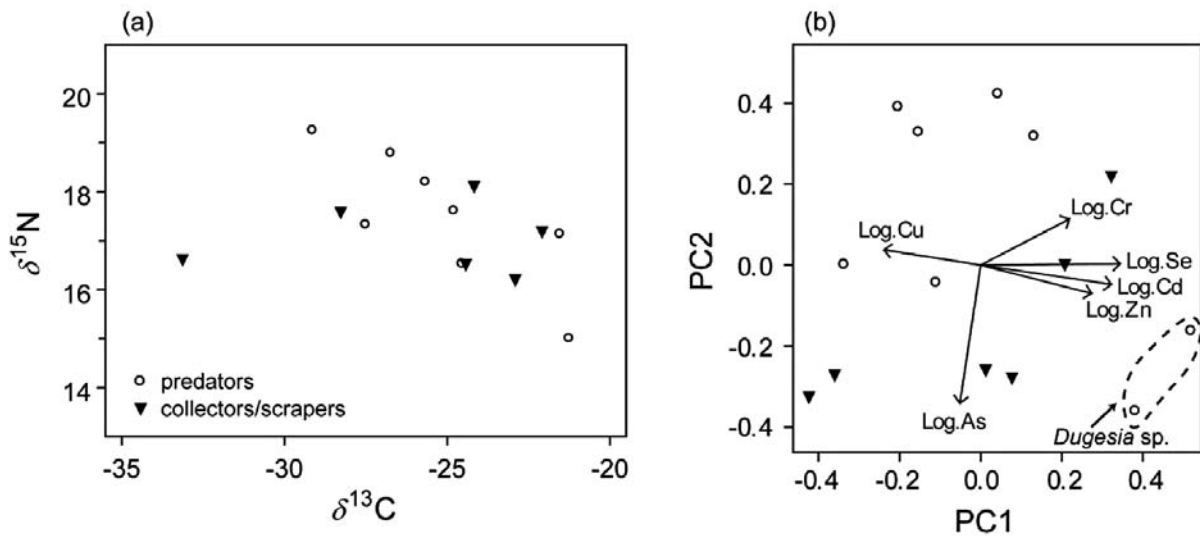 (a)
20
18
16
14
δ15N
predators
collectors/scrapers
-35
-30
-25
-20
δ13C
(b)
0.4
0.2
0.0
-0.2
-0.4
PC2
Log.Cr
Log.Cu
Log.Se
Log.Cd
Log.Zn
Log.As
Dugesia sp.
-0.4
-0.2
0.0
0.2
0.4
PC1